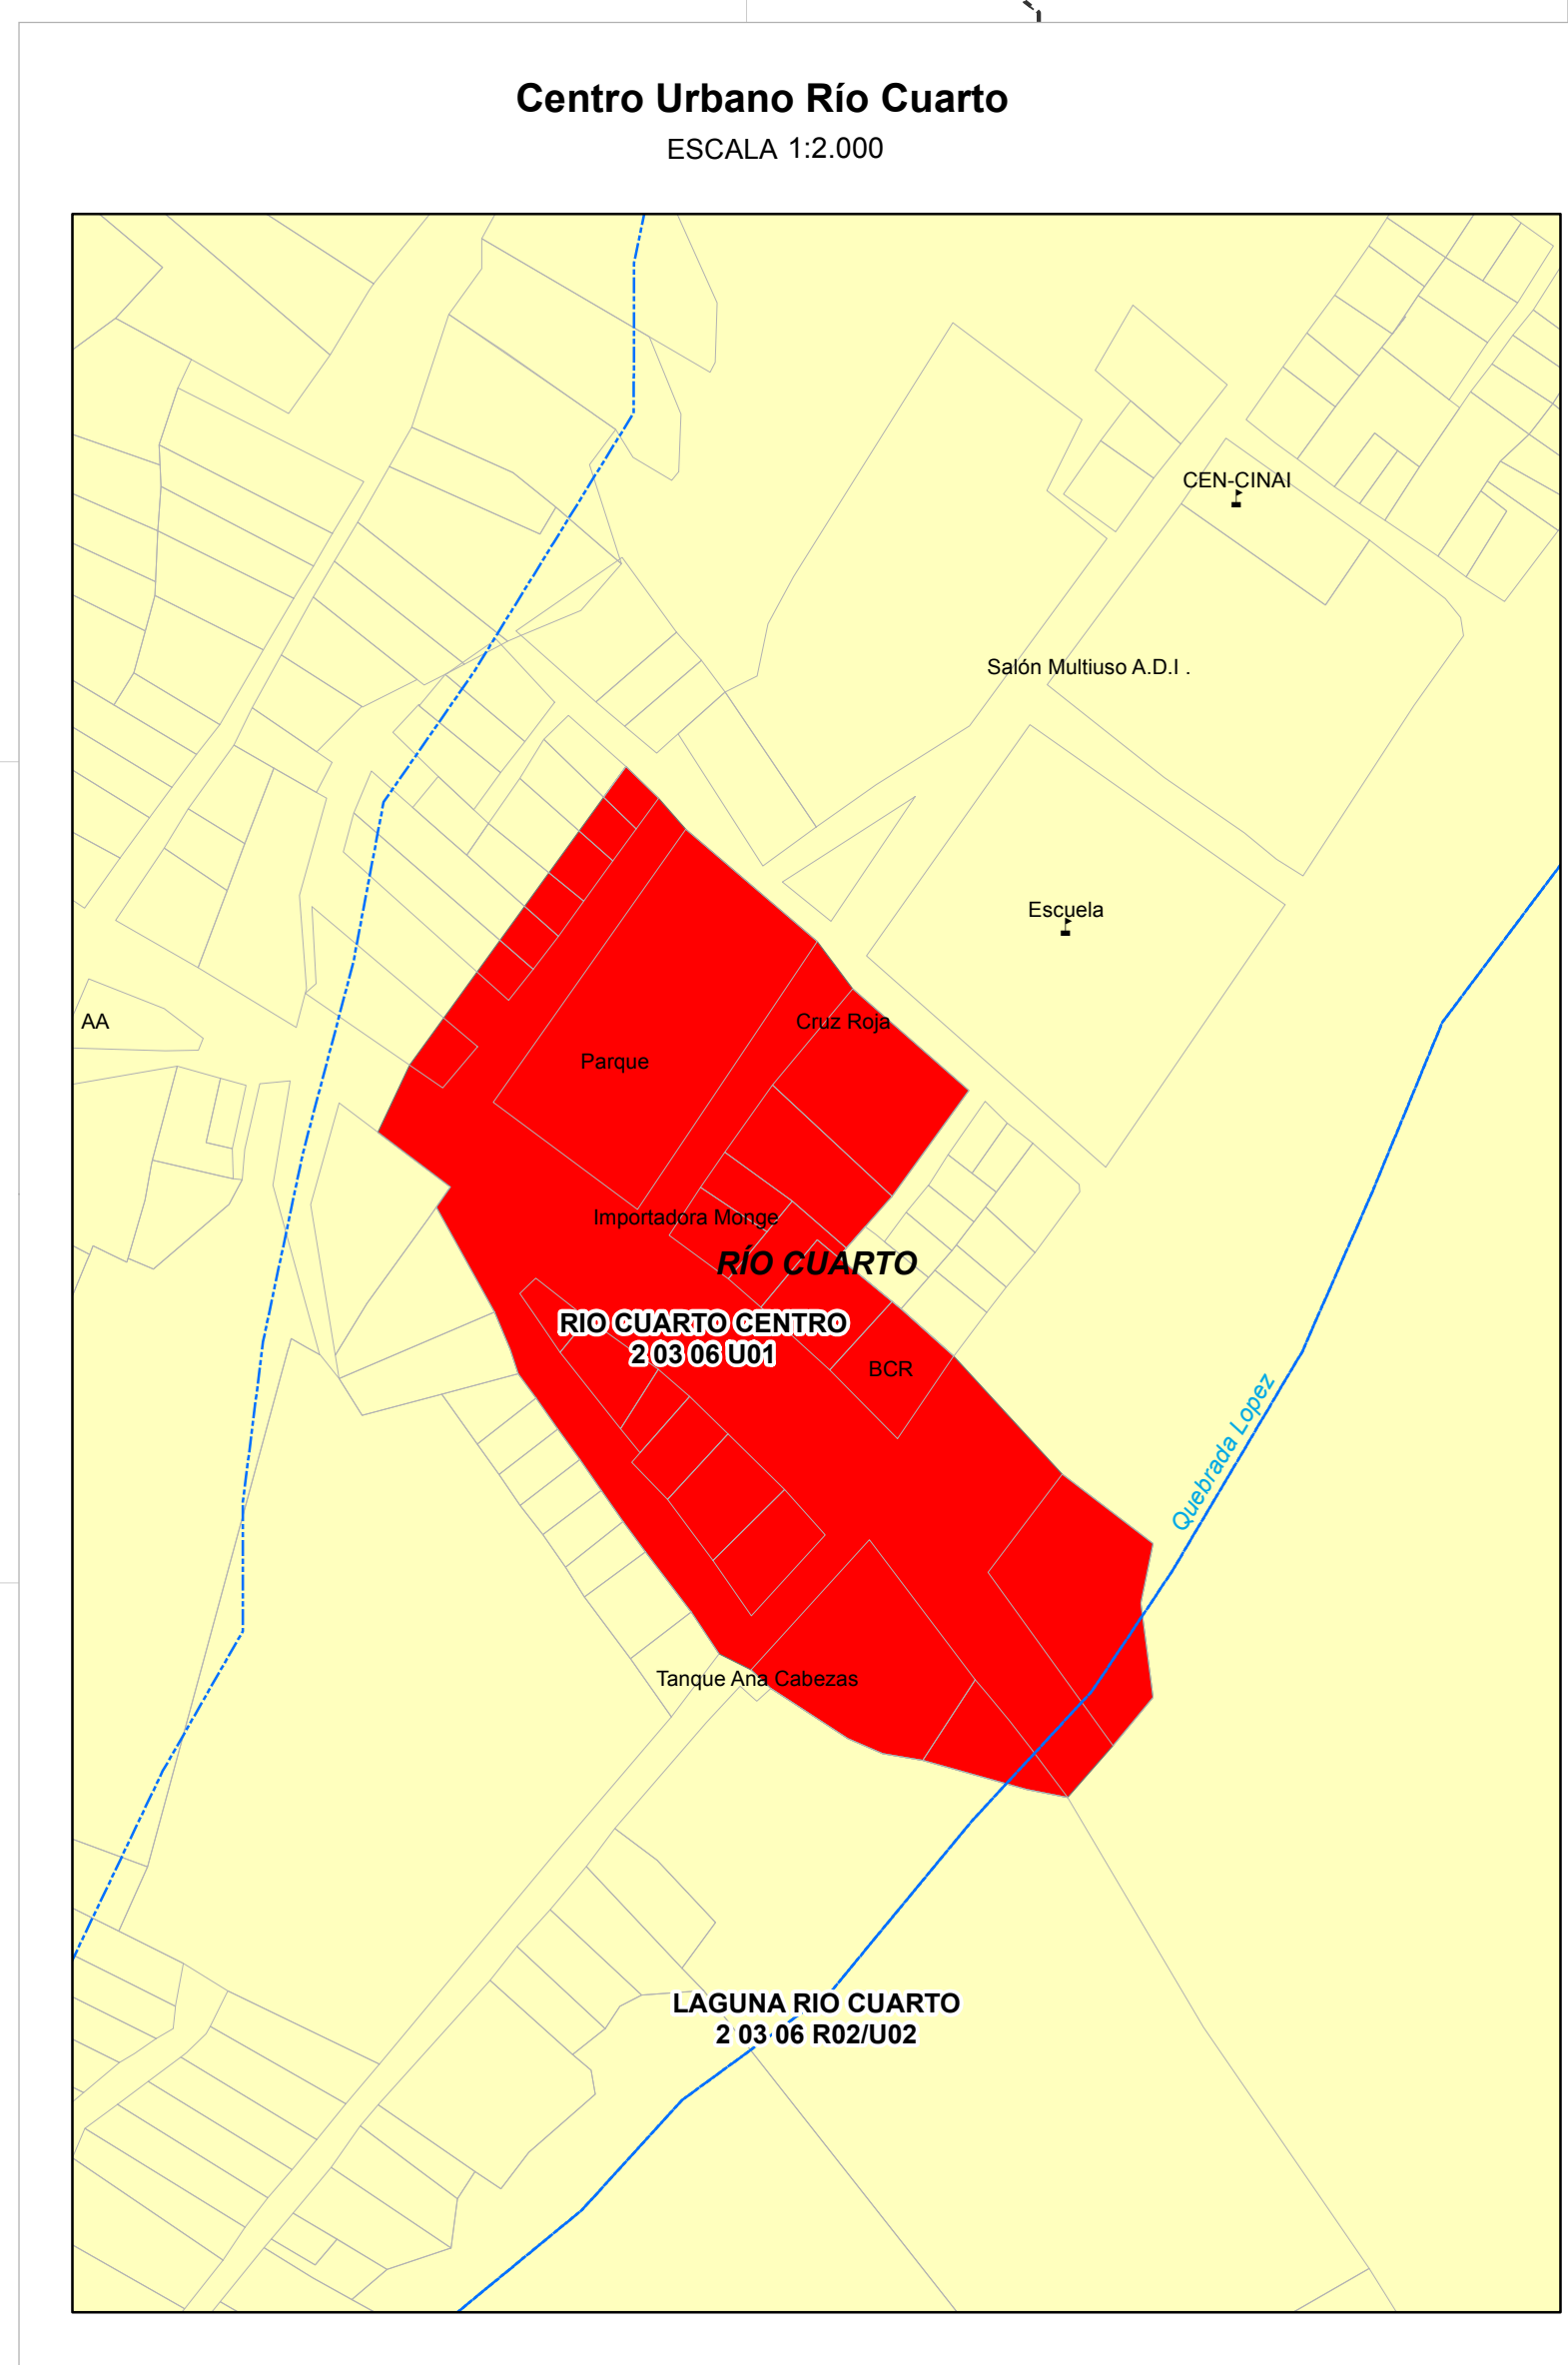 Centro Urbano Río Cuarto
ESCALA 1:2.000
CEN-CINAI
Salón Multiuso A.D.I .
Escuela
AA
Cruz Roja
Parque
Importadora Monge
RÍO CUARTO
RIO CUARTO CENTRO
2 03 06 U01
BCR
Quebrada Lopez
Tanque Ana Cabezas
LAGUNA RIO CUARTO
2 03 06 R02/U02